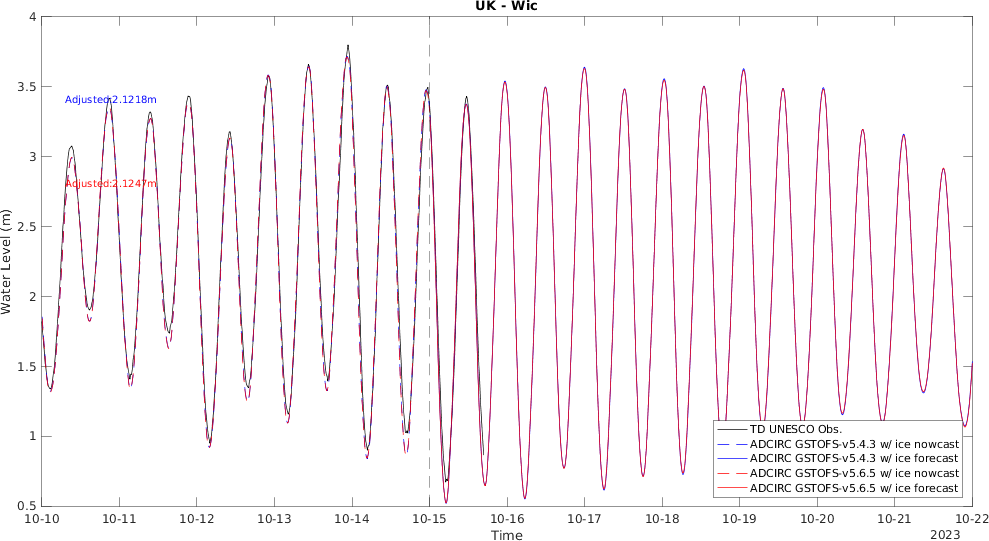 UK - Wic
4
3.5
3
2.5
2
1.5
1
0.5
Water Level (m)
Adjusted:2.1218m
Adjusted:2.1247m
TD UNESCO Obs.
ADCIRC GSTOFS-v5.4.3 w/ ice nowcast
ADCIRC GSTOFS-v5.4.3 w/ ice forecast
ADCIRC GSTOFS-v5.6.5 w/ ice nowcast
ADCIRC GSTOFS-v5.6.5 w/ ice forecast
10-10 10-11 10-12 10-13 10-14 10-15 10-16 10-17 10-18 10-19 10-20 10-21 10-22
Time
2023